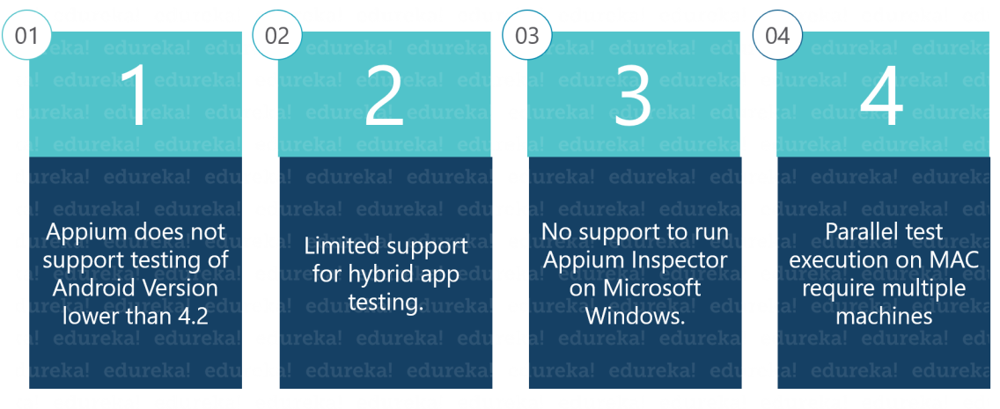 01
1
Appium does not
support testing of
Android Version
lower than 4.2
02
2
Limited support
for hybrid app
testing.
03
3
No support to run
Appium Inspector
on Microsoft
Windows.
04
4
Parallel test
execution on MAC
require multiple
machines
edureka!